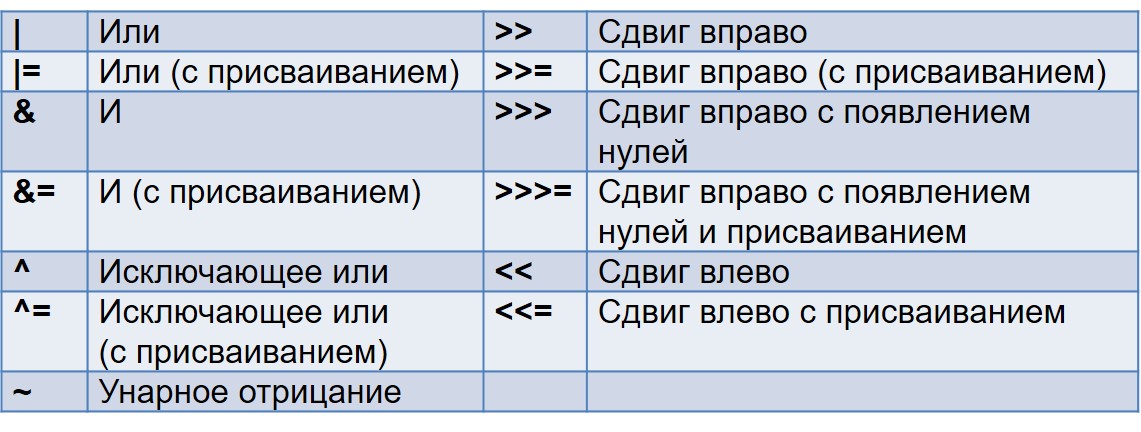 | Или >> Сдвиг вправо
|= Или (с присваиванием) >>= Сдвиг вправо (с присваиванием)
& И >>> Сдвиг вправо с появлением
нулей
&= И (с присваиванием) >>>= Сдвиг вправо с появлением
нулей и присваиванием
^ Исключающее или << Сдвиг влево
^= Исключающее или <<= Сдвиг влево с присваиванием
(с присваиванием)
~ Унарное отрицание